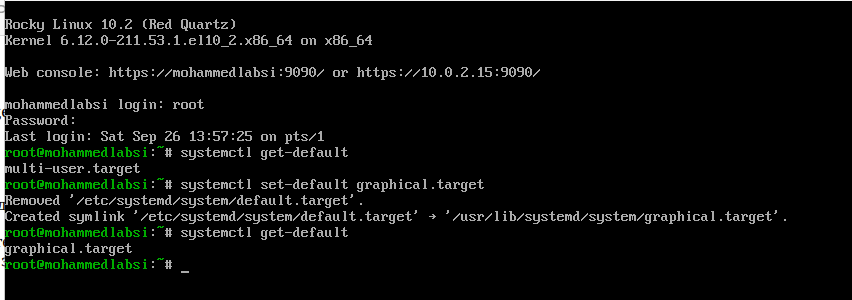 Rocky Linux 10.2 (Red Quartz)
Kernel 6.12.0-211.53.1.el10_2.x86_64 on x86_64
Web console: https://mohammedlabsi:9090/ or https://10.0.2.15:9090/
mohammedlabsi login: root
Password:
Last login: Sat Sep 26 13:57:25 on pts/1
root@mohammedlabsi:~# systemctl get-default
multi-user.target
root@mohammedlabsi:~# systemctl set-default graphical.target
Removed '/etc/systemd/system/default.target'.
Created symlink '/etc/systemd/system/default.target' → '/usr/lib/systemd/system/graphical.target'.
root@mohammedlabsi:~# systemctl get-default
graphical.target
root@mohammedlabsi:~# _